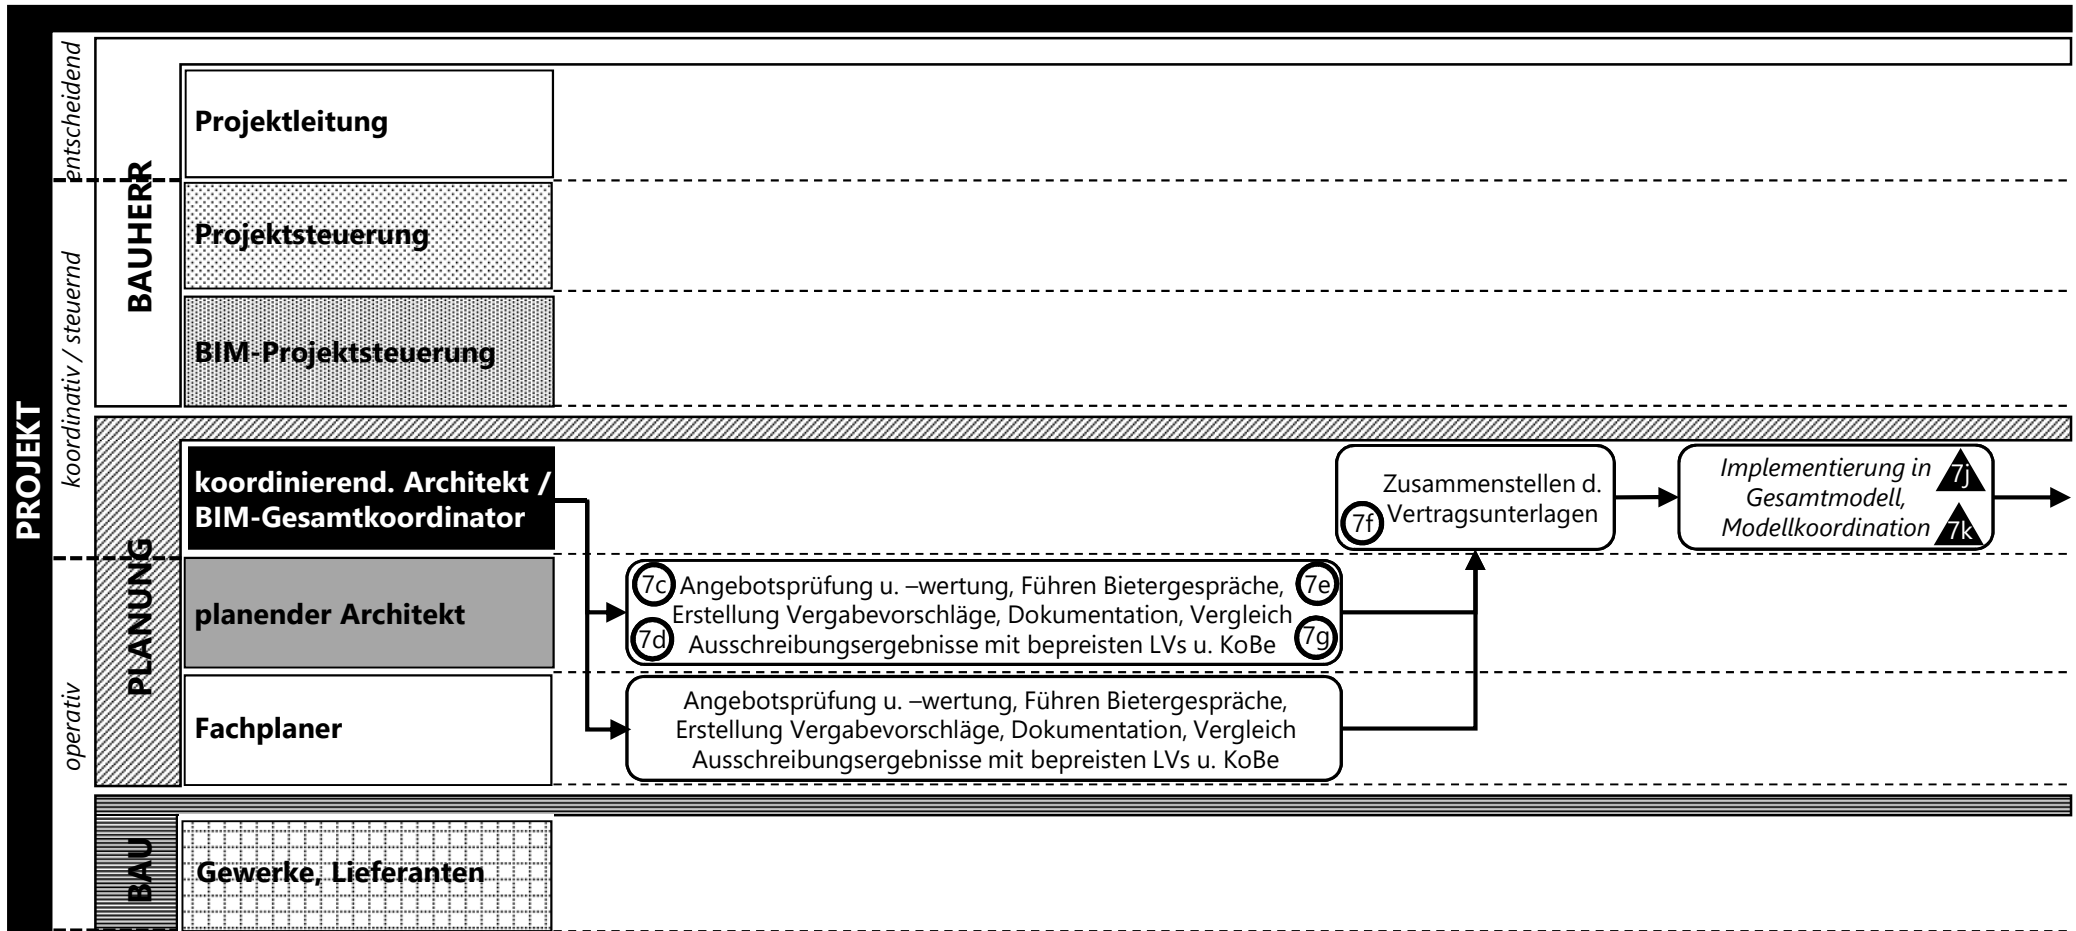 PROJEKT
entscheidend
koordinativ / steuernd
operativ
BAUHERR
Projektleitung
Projektsteuerung
BIM-Projektsteuerung
PLANUNG
koordinierend. Architekt /
BIM-Gesamtkoordinator
Zusammenstellen d.
Vertragsunterlagen
7f
Implementierung in
Gesamtmodell,
Modellkoordination
7j
7k
planender Architekt
7c
Angebotsprüfung u. –wertung, Führen Bietergespräche,
Erstellung Vergabevorschläge, Dokumentation, Vergleich
Ausschreibungsergebnisse mit bepreisten LVs u. KoBe
7e
7d
7g
Fachplaner
Angebotsprüfung u. –wertung, Führen Bietergespräche,
Erstellung Vergabevorschläge, Dokumentation, Vergleich
Ausschreibungsergebnisse mit bepreisten LVs u. KoBe
BAU
Gewerke, Lieferanten